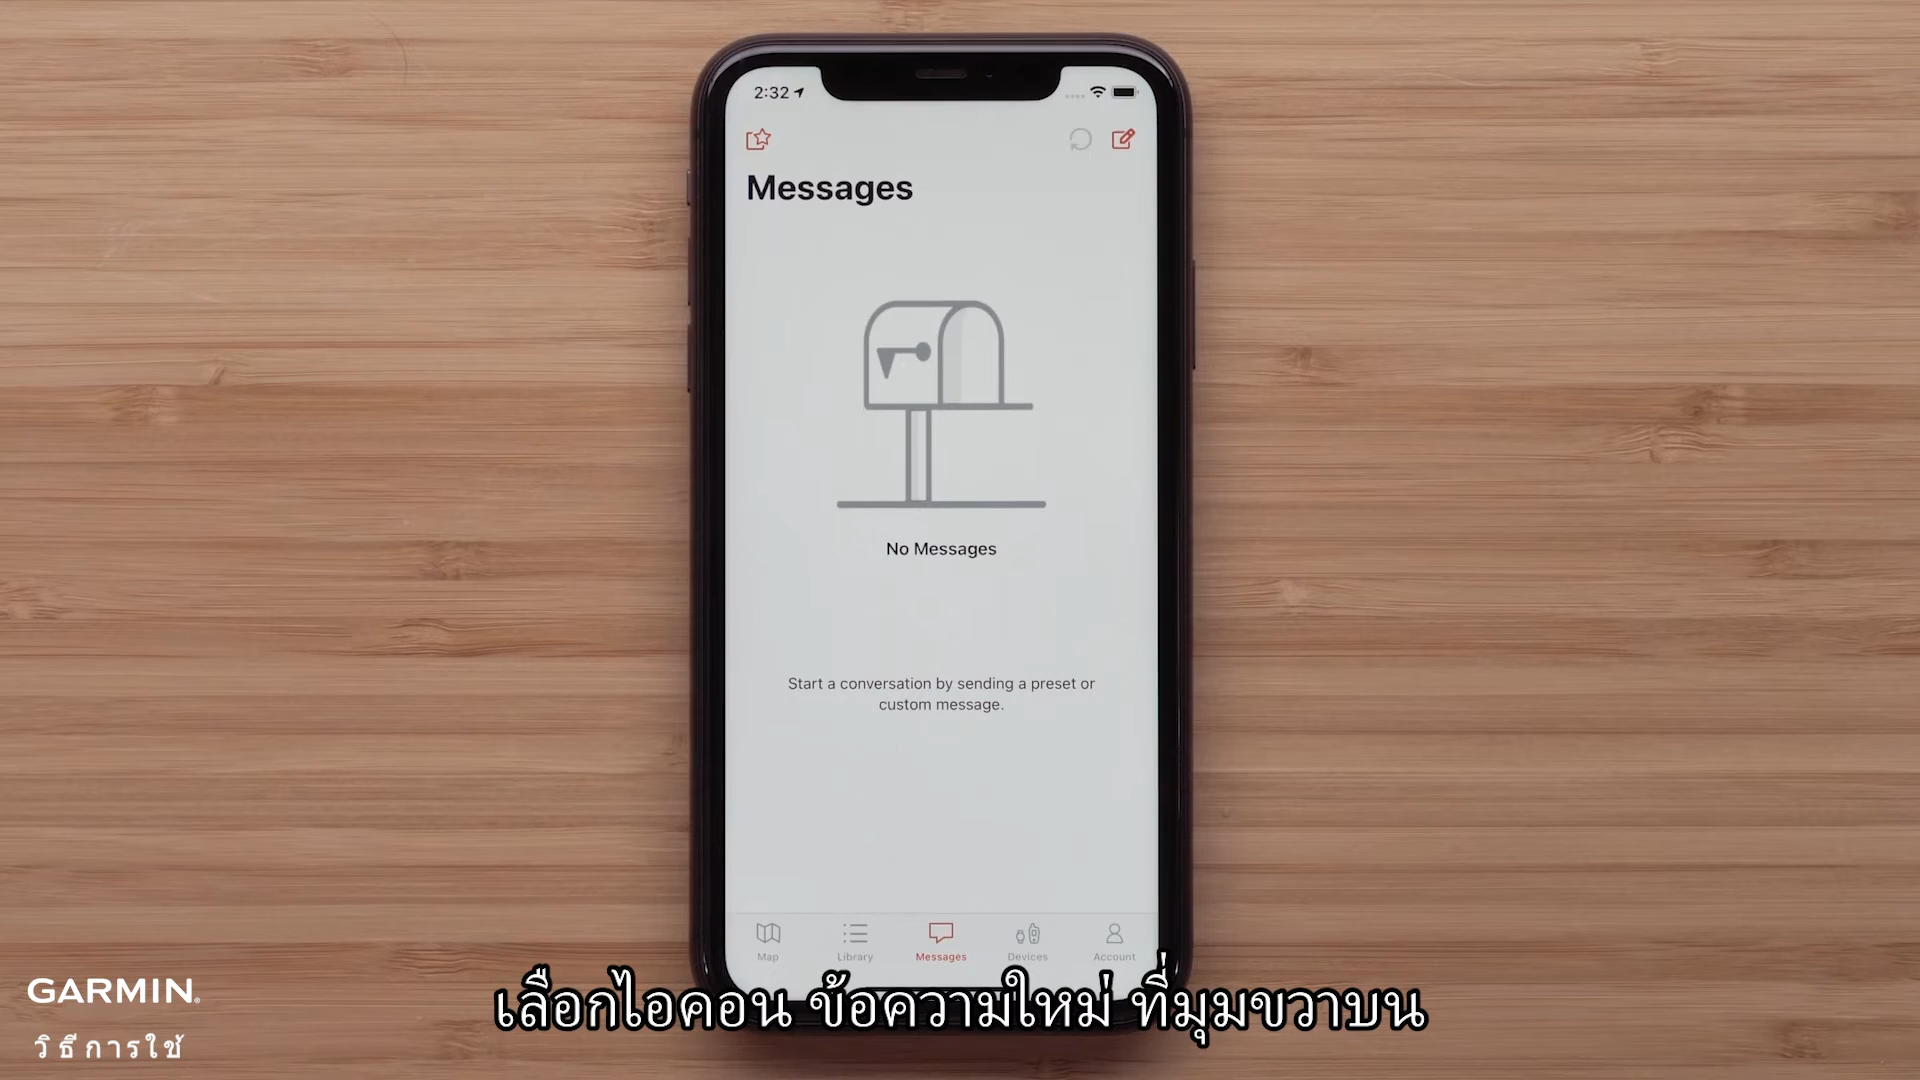 2:32
Messages
No Messages
Start a conversation by sending a preset or
custom message.
Map
Library
Messages
Devices
Account
เลือกไอคอน ข้อความใหม่ ที่มุมขวาบน
GARMIN
วิธีการใช้